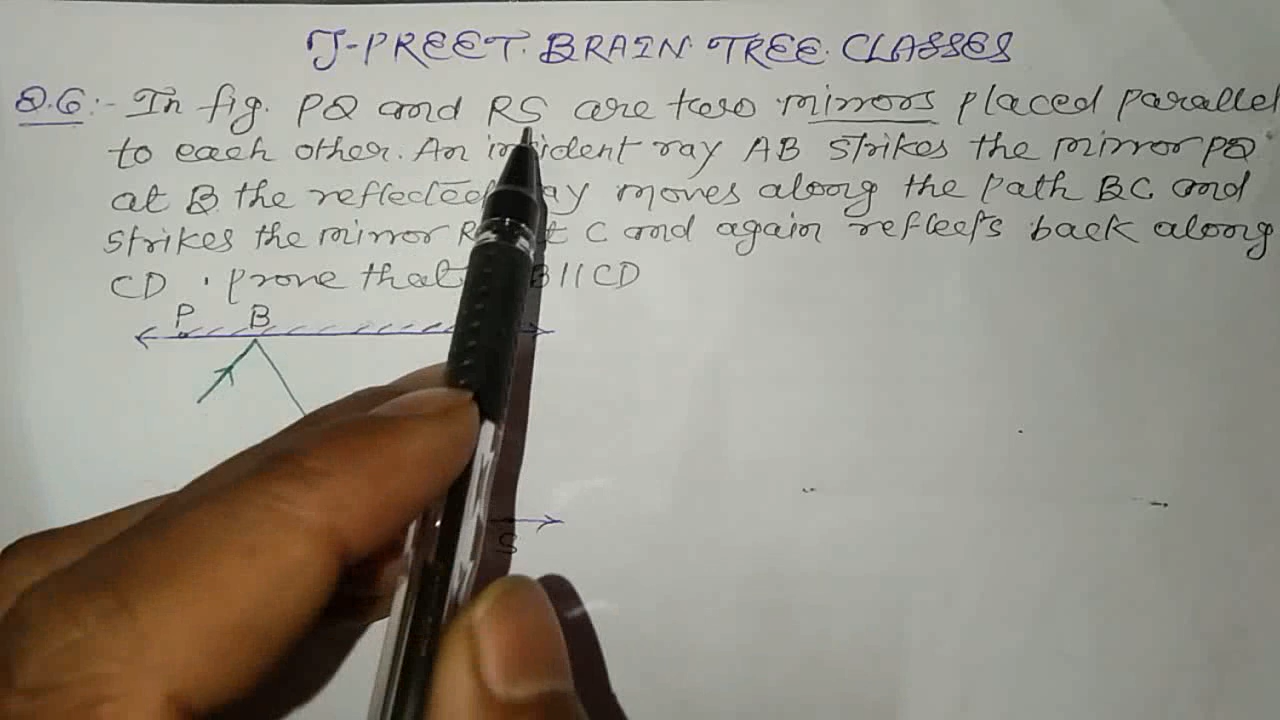 J-PREET. BRAIN. TREE. CLASSES
Q.6:- In fig. PQ and RS are two mirrors placed parallel
to each other. An incident ray AB strikes the mirror PQ
at B the reflected ray moves along the path BC and
strikes the mirror R C and again reflects back along
CD . prove that B||CD
P B
S